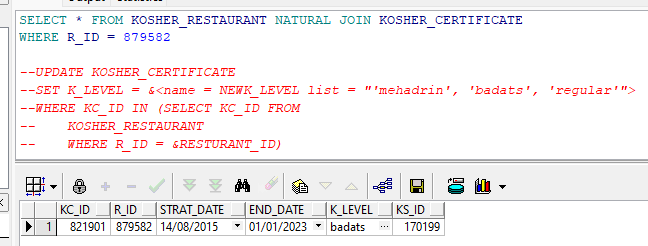 SELECT * FROM KOSHER_RESTAURANT NATURAL JOIN KOSHER_CERTIFICATE
WHERE R_ID = 879582
--UPDATE KOSHER_CERTIFICATE
--SET K_LEVEL = &<name = NEWK_LEVEL list = "'mehadrin', 'badats', 'regular'">
--WHERE KC_ID IN (SELECT KC_ID FROM
-- KOSHER_RESTAURANT
-- WHERE R_ID = &RESTURANT_ID)
KC_ID R_ID STRAT_DATE END_DATE K_LEVEL KS_ID
1 821901 879582 14/08/2015 01/01/2023 badats ... 170199